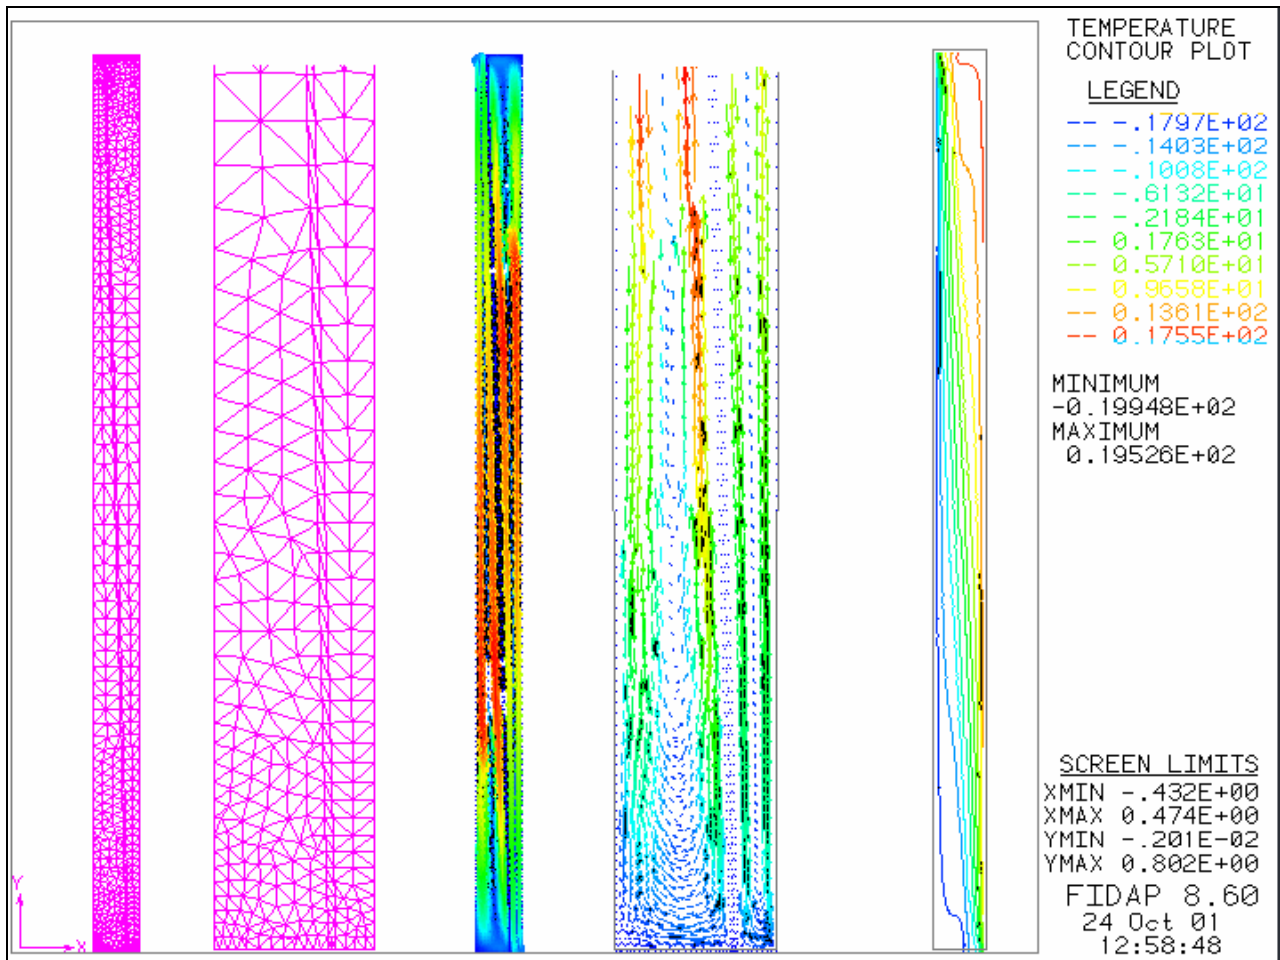 TEMPERATURE
CONTOUR PLOT
LEGEND
-- -.1797E+02
-- -.1403E+02
-- -.1008E+02
-- -.6132E+01
-- -.2184E+01
-- 0.1763E+01
-- 0.5710E+01
-- 0.9658E+01
-- 0.1361E+02
-- 0.1755E+02
MINIMUM
-0.19948E+02
MAXIMUM
0.19526E+02
SCREEN LIMITS
XMIN -.432E+00
XMAX 0.474E+00
YMIN -.201E-02
YMAX 0.802E+00
FIDAP 8.60
24 Oct 01
12:58:48
Y
X